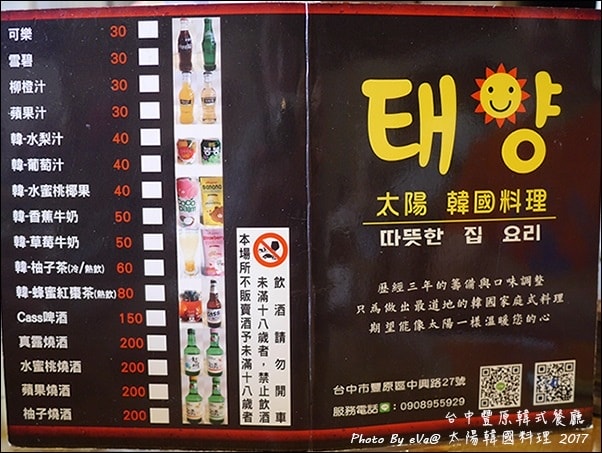 可樂 30
雪碧 30
柳橙汁 30
蘋果汁 30
韓-水梨汁 40
韓-葡萄汁 40
韓-水蜜桃椰果 40
韓-香蕉牛奶 50
韓-草莓牛奶 50
韓-柚子茶(冷/熱飲) 60
韓-蜂蜜紅棗茶(熱飲) 80
Cass啤酒 150
真露燒酒 200
水蜜桃燒酒 200
蘋果燒酒 200
柚子燒酒 200
飲酒請勿開車
未滿十八歲者，禁止飲酒
本場所不販賣酒予未滿十八歲者
태양
太陽 韓國料理
따뜻한 집 요리
歷經三年的籌備與口味調整
只為做出最道地的韓國家庭式料理
期望能像太陽一樣溫暖您的心
台中市豐原區中興路27號
服務電話 : 0908955929
台中豐原韓式餐廳
Photo By eVa@ 太陽韓國料理 2017